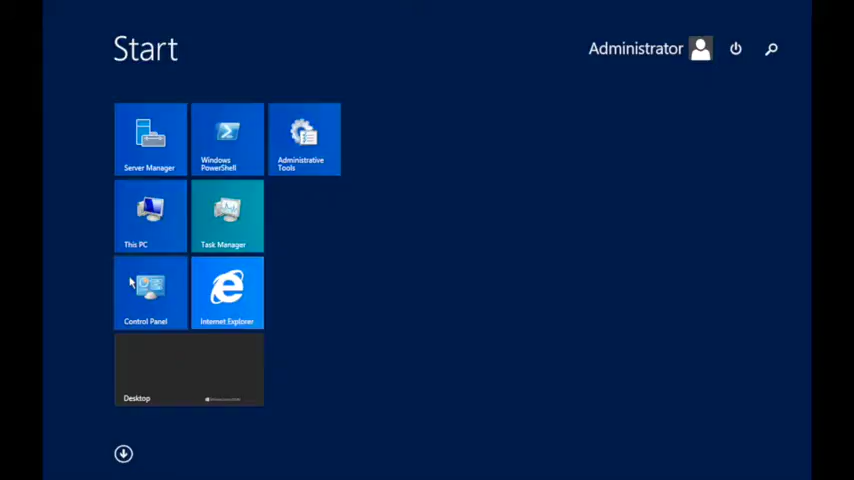 Start
Administrator
Server Manager
Windows
PowerShell
Administrative
Tools
This PC
Task Manager
Control Panel
Internet Explorer
Desktop